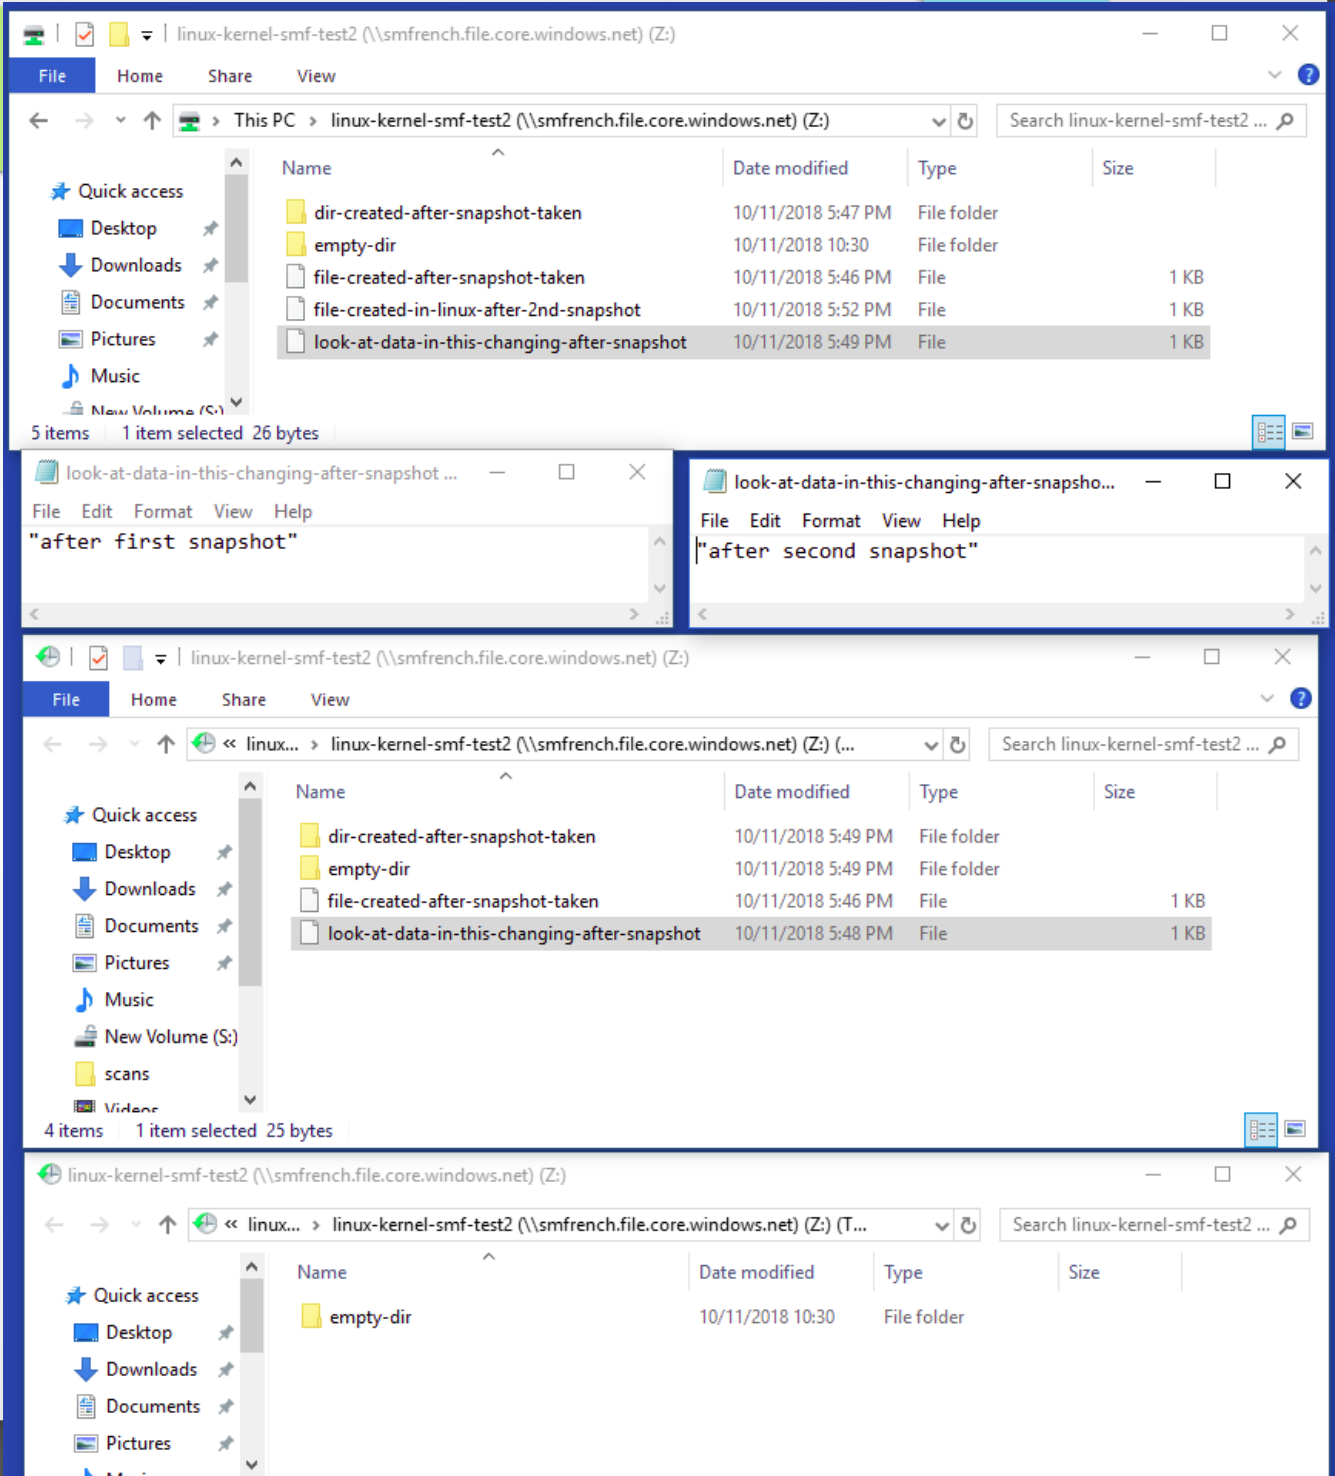 linux-kernel-smf-test2 (\\smfrench.file.core.windows.net) (Z:)
File Home Share View
This PC > linux-kernel-smf-test2 (\\smfrench.file.core.windows.net) (Z:) Search linux-kernel-smf-test2 ...
Name Date modified Type Size
Quick access
Desktop
Downloads
Documents
Pictures
Music
New Volume (S:)
dir-created-after-snapshot-taken 10/11/2018 5:47 PM File folder
empty-dir 10/11/2018 10:30 File folder
file-created-after-snapshot-taken 10/11/2018 5:46 PM File 1 KB
file-created-in-linux-after-2nd-snapshot 10/11/2018 5:52 PM File 1 KB
look-at-data-in-this-changing-after-snapshot 10/11/2018 5:49 PM File 1 KB
5 items 1 item selected 26 bytes
look-at-data-in-this-changing-after-snapshot ...
File Edit Format View Help
"after first snapshot"
look-at-data-in-this-changing-after-snapsho...
File Edit Format View Help
"after second snapshot"
linux-kernel-smf-test2 (\\smfrench.file.core.windows.net) (Z:)
File Home Share View
« linux... > linux-kernel-smf-test2 (\\smfrench.file.core.windows.net) (Z:) (... Search linux-kernel-smf-test2 ...
Name Date modified Type Size
Quick access
Desktop
Downloads
Documents
Pictures
Music
New Volume (S:)
scans
Videos
dir-created-after-snapshot-taken 10/11/2018 5:49 PM File folder
empty-dir 10/11/2018 5:49 PM File folder
file-created-after-snapshot-taken 10/11/2018 5:46 PM File 1 KB
look-at-data-in-this-changing-after-snapshot 10/11/2018 5:48 PM File 1 KB
4 items 1 item selected 25 bytes
linux-kernel-smf-test2 (\\smfrench.file.core.windows.net) (Z:)
« linux... > linux-kernel-smf-test2 (\\smfrench.file.core.windows.net) (Z:) (T... Search linux-kernel-smf-test2 ...
Name Date modified Type Size
Quick access
Desktop
Downloads
Documents
Pictures
empty-dir 10/11/2018 10:30 File folder